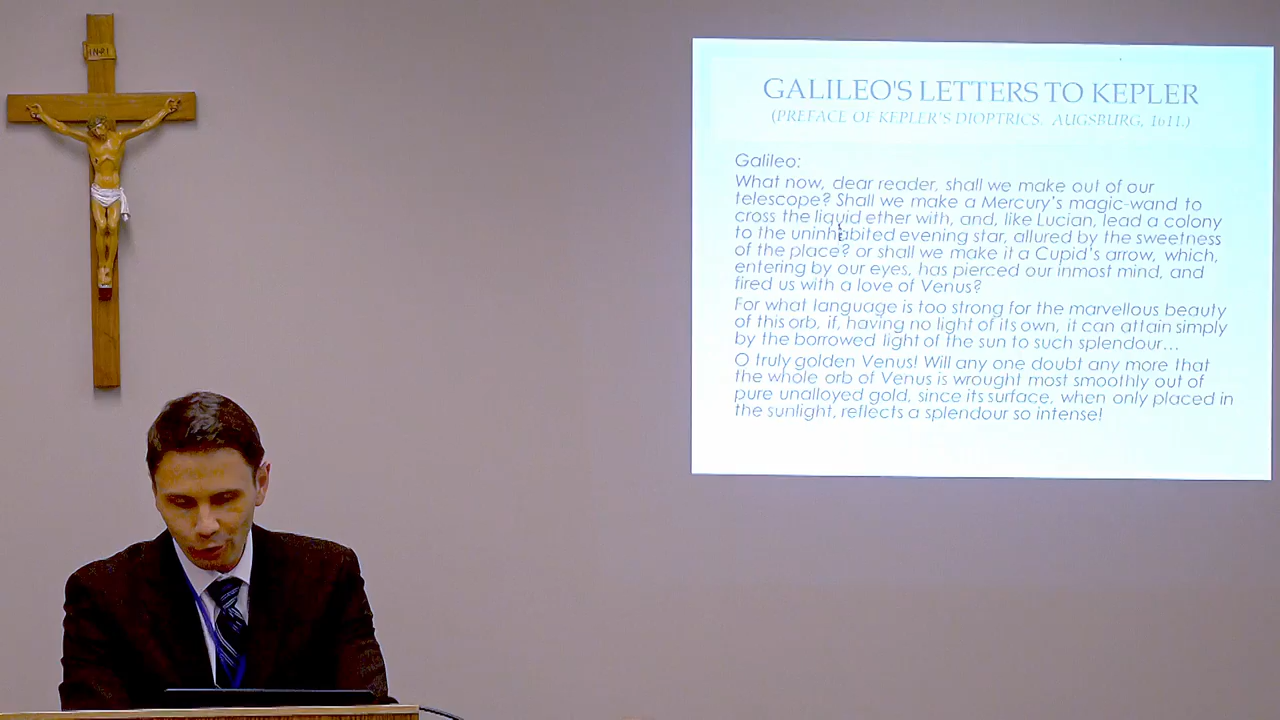 INRI
GALILEO'S LETTERS TO KEPLER
(PREFACE OF KEPLER'S DIOPTRICS. AUGSBURG, 1611.)
Galileo:
What now, dear reader, shall we make out of our
telescope? Shall we make a Mercury's magic-wand to
cross the liquid ether with, and, like Lucian, lead a colony
to the uninhabited evening star, allured by the sweetness
of the place? or shall we make it a Cupid's arrow, which,
entering by our eyes, has pierced our inmost mind, and
fired us with a love of Venus?
For what language is too strong for the marvellous beauty
of this orb, if, having no light of its own, it can attain simply
by the borrowed light of the sun to such splendour...
O truly golden Venus! Will any one doubt any more that
the whole orb of Venus is wrought most smoothly out of
pure unalloyed gold, since its surface, when only placed in
the sunlight, reflects a splendour so intense!